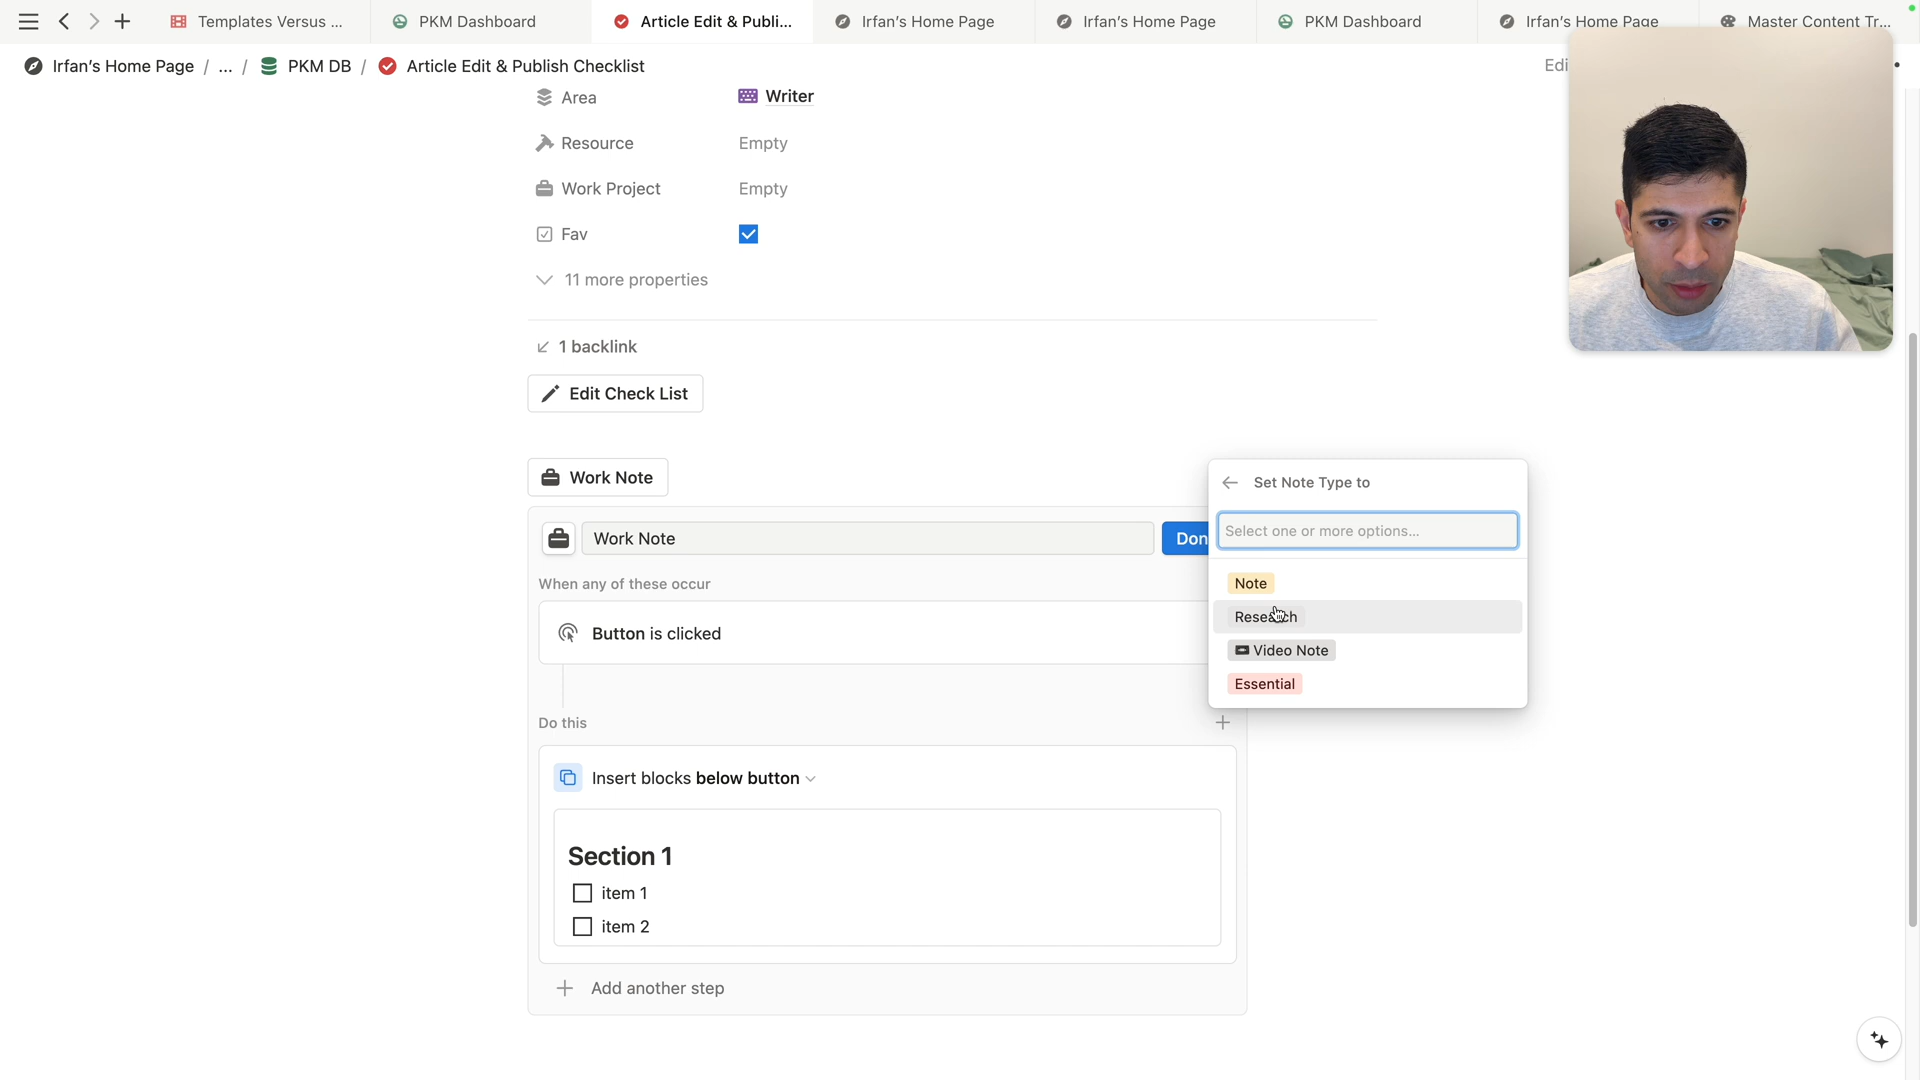 Templates Versus ...
PKM Dashboard
Article Edit & Publi...
Irfan's Home Page
Irfan's Home Page
PKM Dashboard
Irfan's Home Page
Master Content Tr...
Irfan's Home Page / ... / PKM DB / Article Edit & Publish Checklist
Edi
Area
Writer
Resource
Empty
Work Project
Empty
Fav
11 more properties
1 backlink
Edit Check List
Work Note
Set Note Type to
Select one or more options...
Work Note
Don
When any of these occur
Note
Research
Button is clicked
Video Note
Essential
Do this
Insert blocks below button
Section 1
item 1
item 2
Add another step